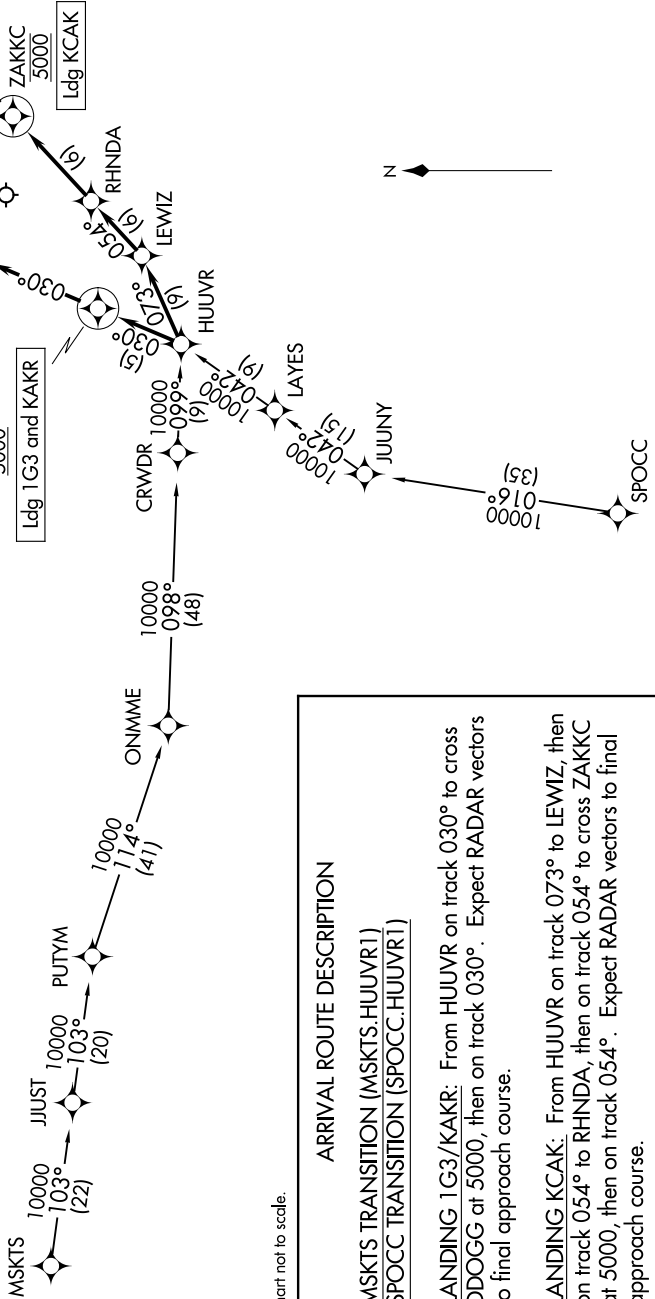 ZAKKC
5000
Ldg KCAK
(6)
RHNDA
054°
(6)
LEWIZ
073°
(9)
HUUVR
030°
030°
(5)
Ldg 1G3 and KAKR
N
10000
099°
(9)
CRWDR
10000
042°
(9)
LAYES
10000
042°
(15)
JUUNY
10000
016°
(35)
SPOCC
10000
098°
(48)
ONMME
10000
114°
(41)
PUTYM
10000
103°
(20)
JJUST
10000
103°
(22)
MSKTS
not to scale.
ARRIVAL ROUTE DESCRIPTION
MSKTS TRANSITION (MSKTS.HUUVR1)
SPOCC TRANSITION (SPOCC.HUUVR1)
ANDING 1G3/KAKR: From HUUVR on track 030° to cross
DOGG at 5000, then on track 030°. Expect RADAR vectors
o final approach course.
ANDING KCAK: From HUUVR on track 073° to LEWIZ, then
on track 054° to RHNDA, then on track 054° to cross ZAKKC
at 5000, then on track 054°. Expect RADAR vectors to final
approach course.